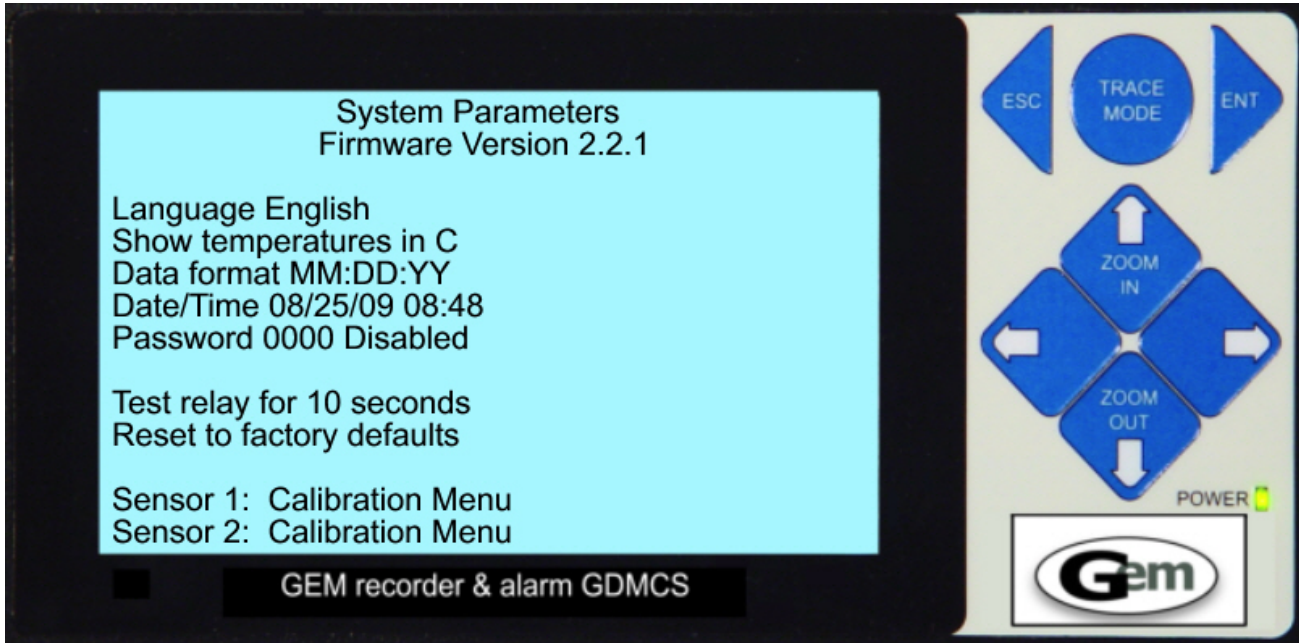 System Parameters
Firmware Version 2.2.1
Language English
Show temperatures in C
Data format MM:DD:YY
Date/Time 08/25/09 08:48
Password 0000 Disabled
Test relay for 10 seconds
Reset to factory defaults
Sensor 1: Calibration Menu
Sensor 2: Calibration Menu
GEM recorder & alarm GDMCS
ESC
TRACE
MODE
ENT
ZOOM
IN
ZOOM
OUT
POWER
Gem